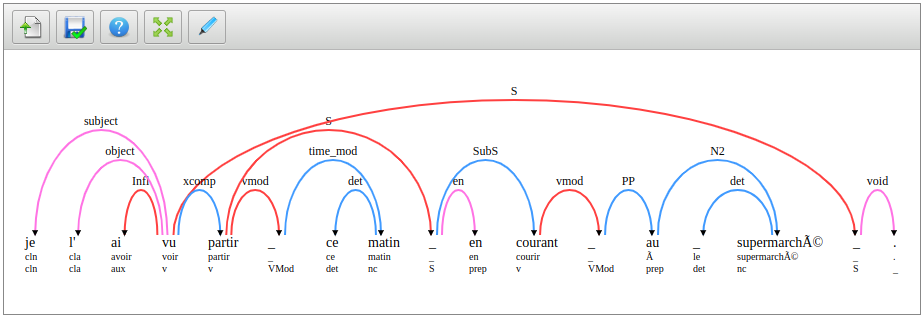 S
subject S
object time_mod SubS N2
Infl xcomp vmod det en vmod PP det void
je l' ai vu partir _ ce matin _ en courant _ au _ supermarchÃ© _ .
cln cla avoir voir partir _ ce matin _ en courir _ Ã le supermarchÃ© _ .
cln cla aux v v VMod det nc S prep v VMod prep det nc S _